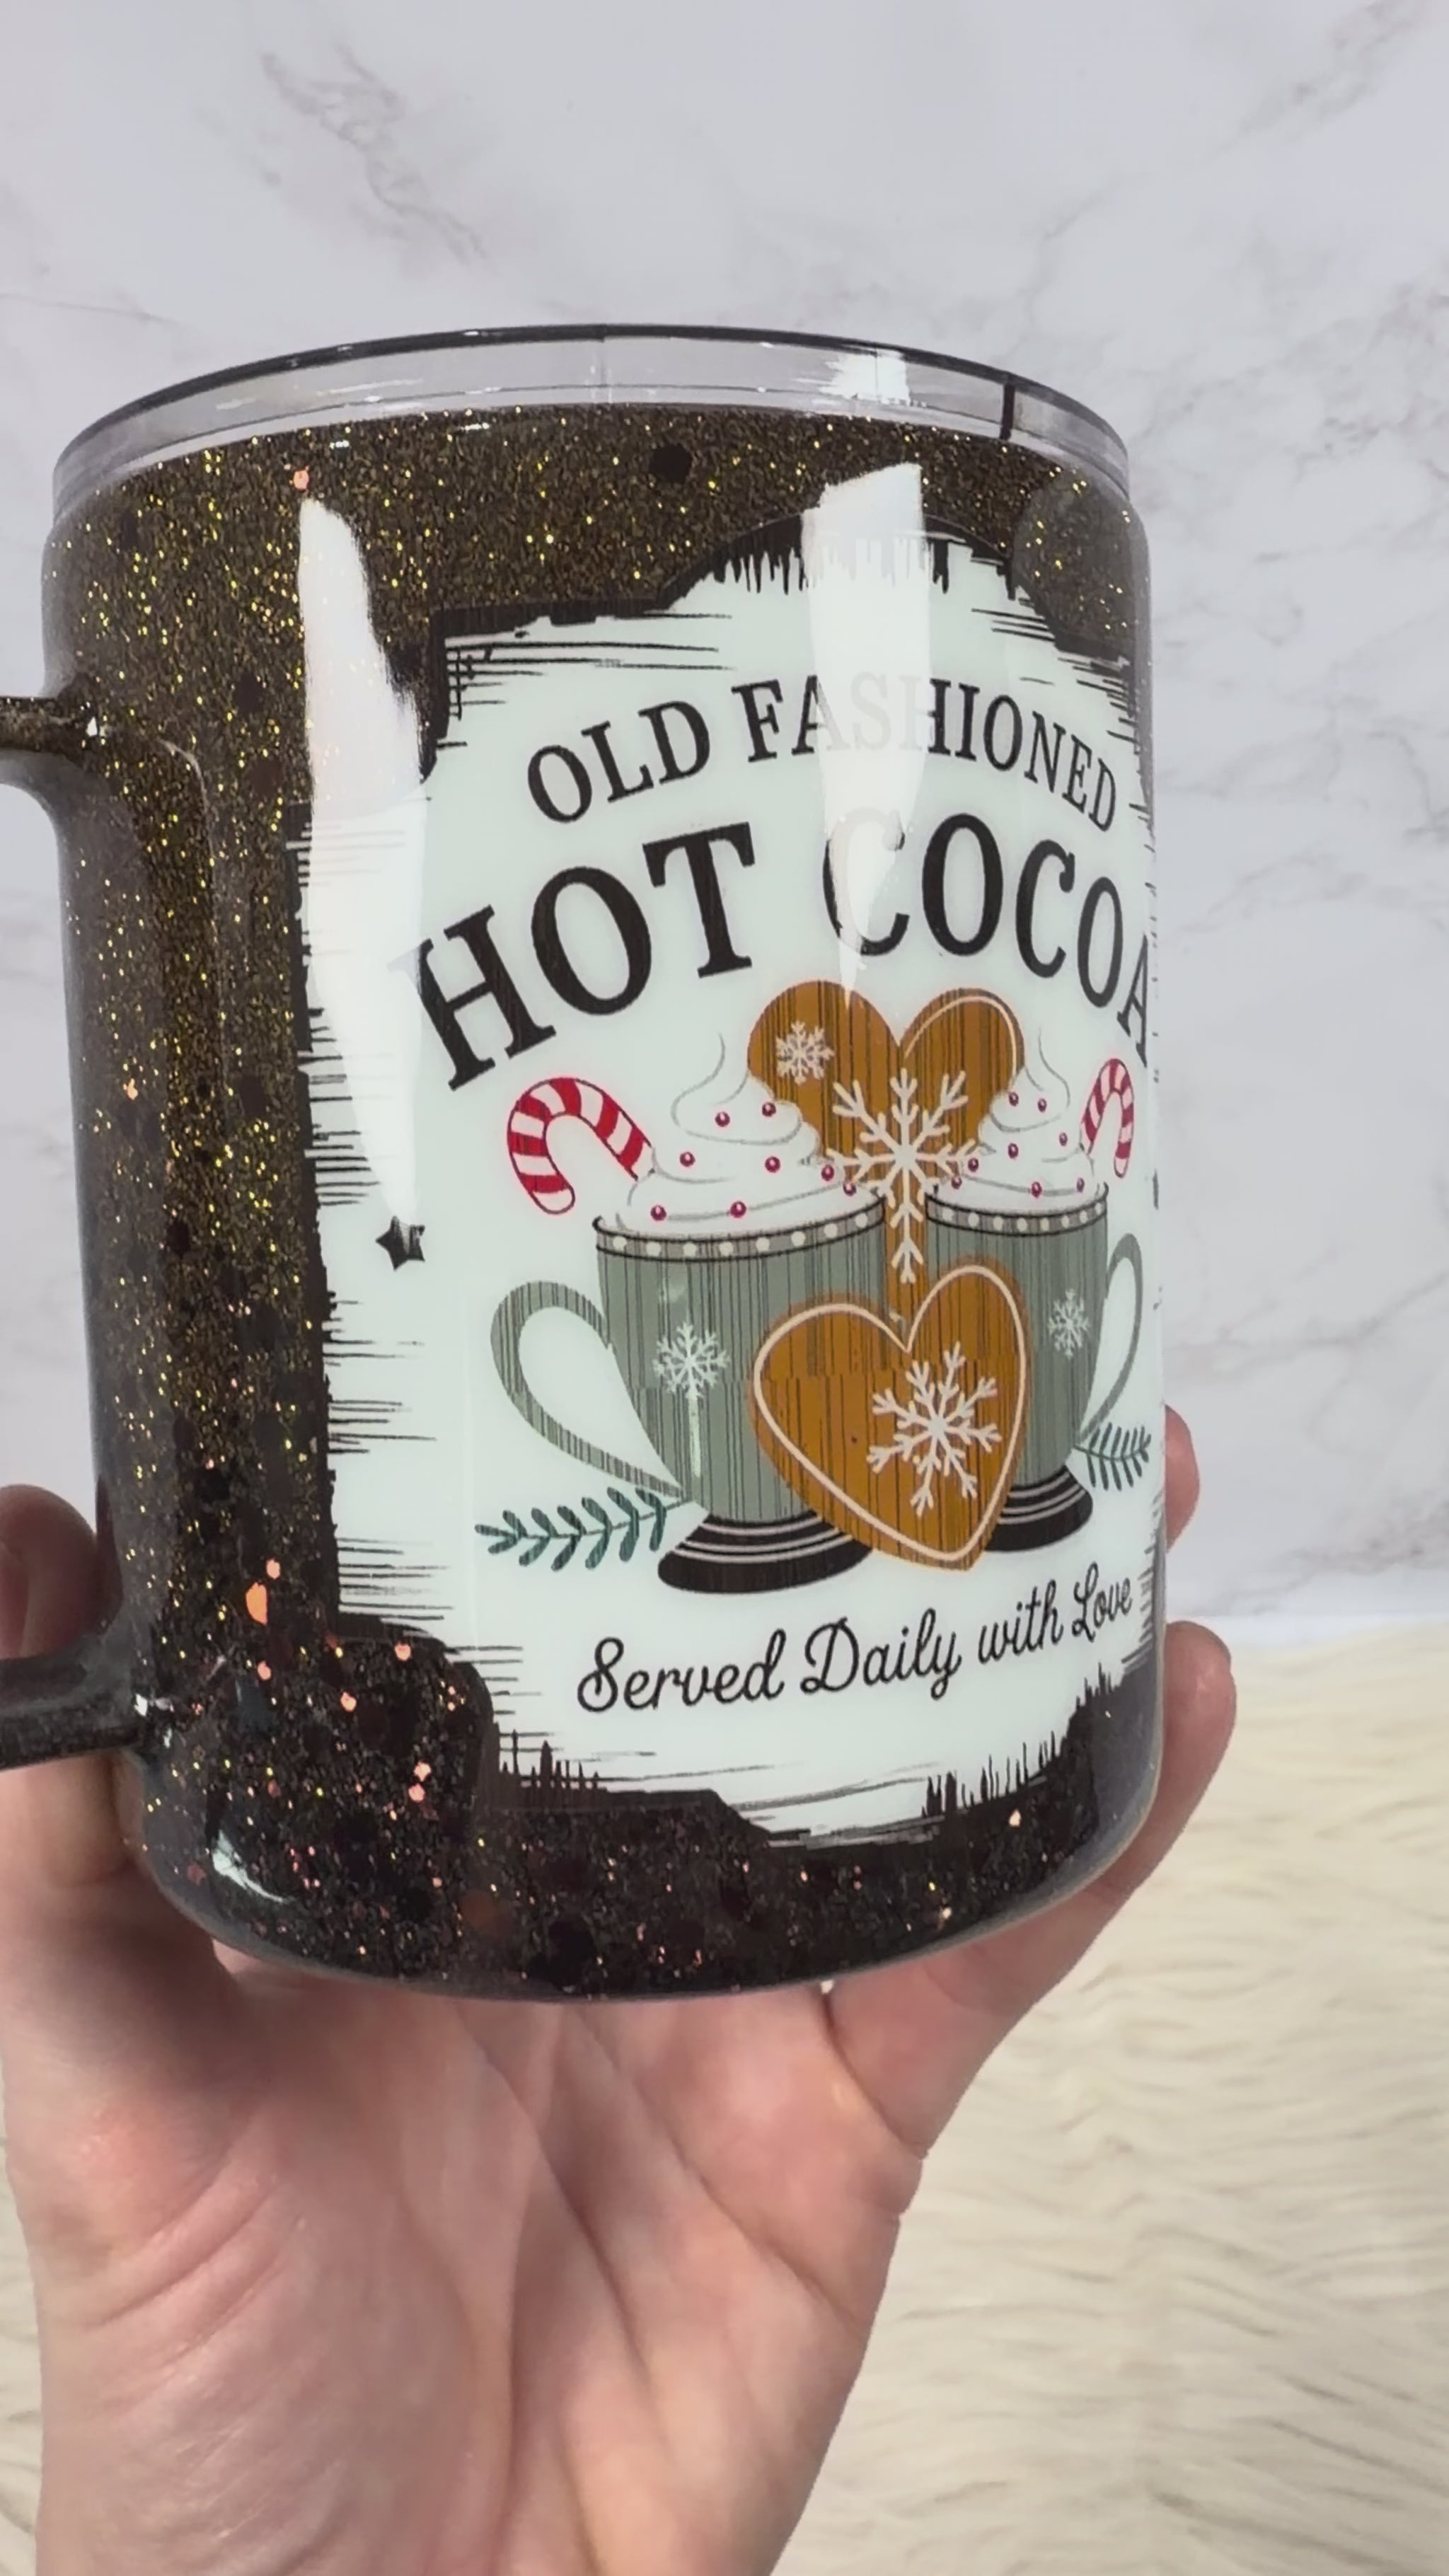 OLD FASHIONED
HOT COCOA
Served Daily with Love